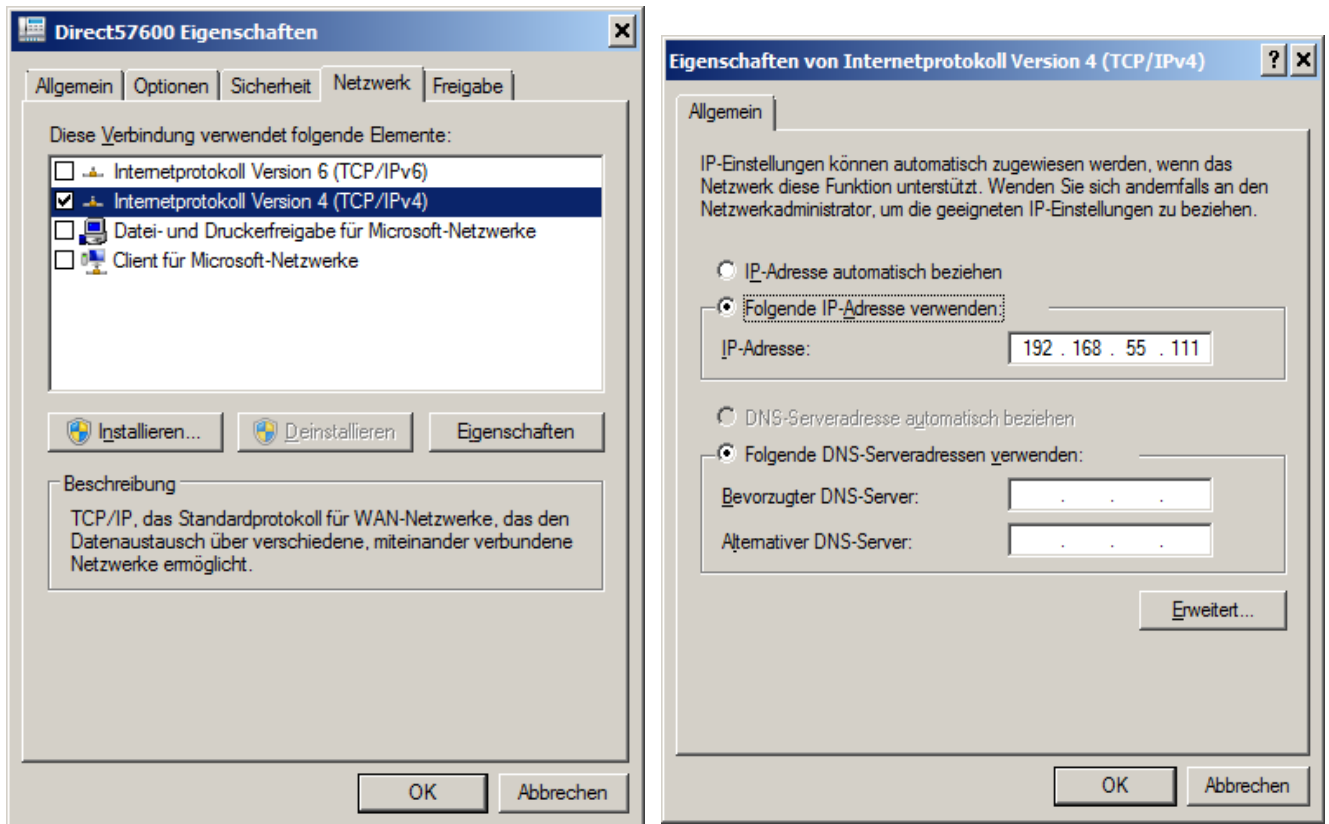 Direct57600 Eigenschaften
Allgemein
Optionen
Sicherheit
Netzwerk
Freigabe
Diese Verbindung verwendet folgende Elemente:
Internetprotokoll Version 6 (TCP/IPv6)
Internetprotokoll Version 4 (TCP/IPv4)
Datei- und Druckerfreigabe für Microsoft-Netzwerke
Client für Microsoft-Netzwerke
Installieren...
Deinstallieren
Eigenschaften
Beschreibung
TCP/IP, das Standardprotokoll für WAN-Netzwerke, das den
Datenaustausch über verschiedene, miteinander verbundene
Netzwerke ermöglicht.
OK
Abbrechen
Eigenschaften von Internetprotokoll Version 4 (TCP/IPv4)
Allgemein
IP-Einstellungen können automatisch zugewiesen werden, wenn das
Netzwerk diese Funktion unterstützt. Wenden Sie sich andernfalls an den
Netzwerkadministrator, um die geeigneten IP-Einstellungen zu beziehen.
IP-Adresse automatisch beziehen
Folgende IP-Adresse verwenden:
IP-Adresse:
192 . 168 . 55 . 111
DNS-Serveradresse automatisch beziehen
Folgende DNS-Serveradressen verwenden:
Bevorzugter DNS-Server:
. . .
Alternativer DNS-Server:
. . .
Erweitert...
OK
Abbrechen